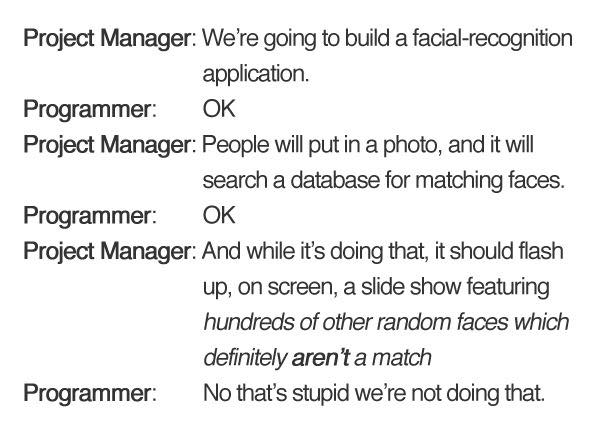 Project Manager: We’re going to build a facial-recognition
application.
Programmer: OK
Project Manager: People will put in a photo, and it will
search a database for matching faces.
Programmer: OK
Project Manager: And while it’s doing that, it should flash
up, on screen, a slide show featuring
hundreds of other random faces which
definitely aren’t a match
Programmer: No that’s stupid we’re not doing that.